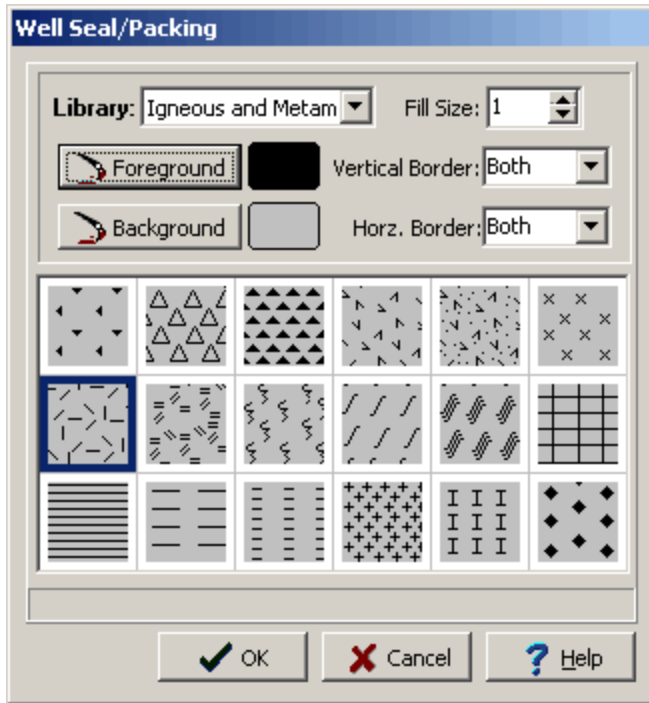 Well Seal/Packing
Library: Igneous and Metam Fill Size: 1
Foreground Vertical Border: Both
Background Horz. Border: Both
OK Cancel Help